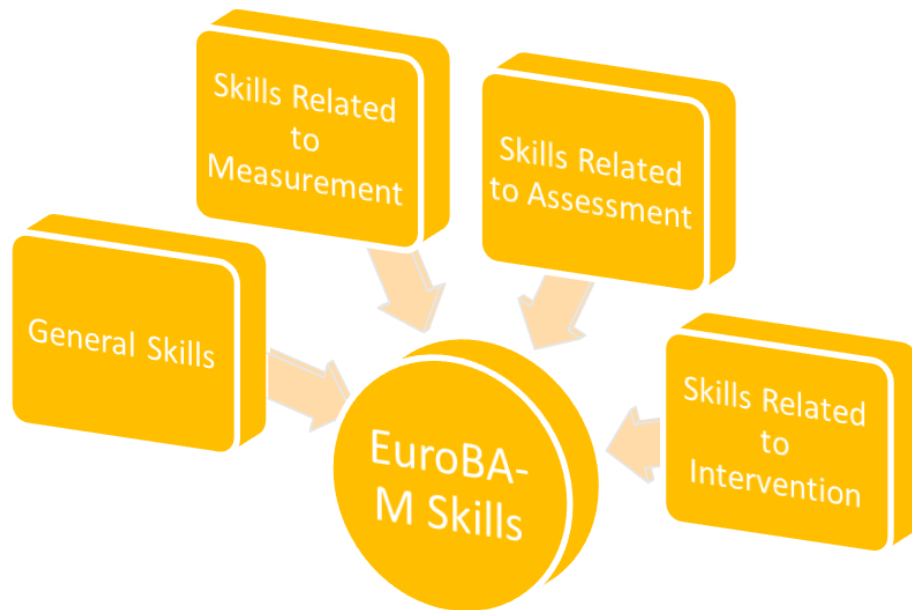 Skills Related
to
Measurement
Skills Related
to Assessment
General Skills
Skills Related
to
Intervention
EuroBA-
M Skills